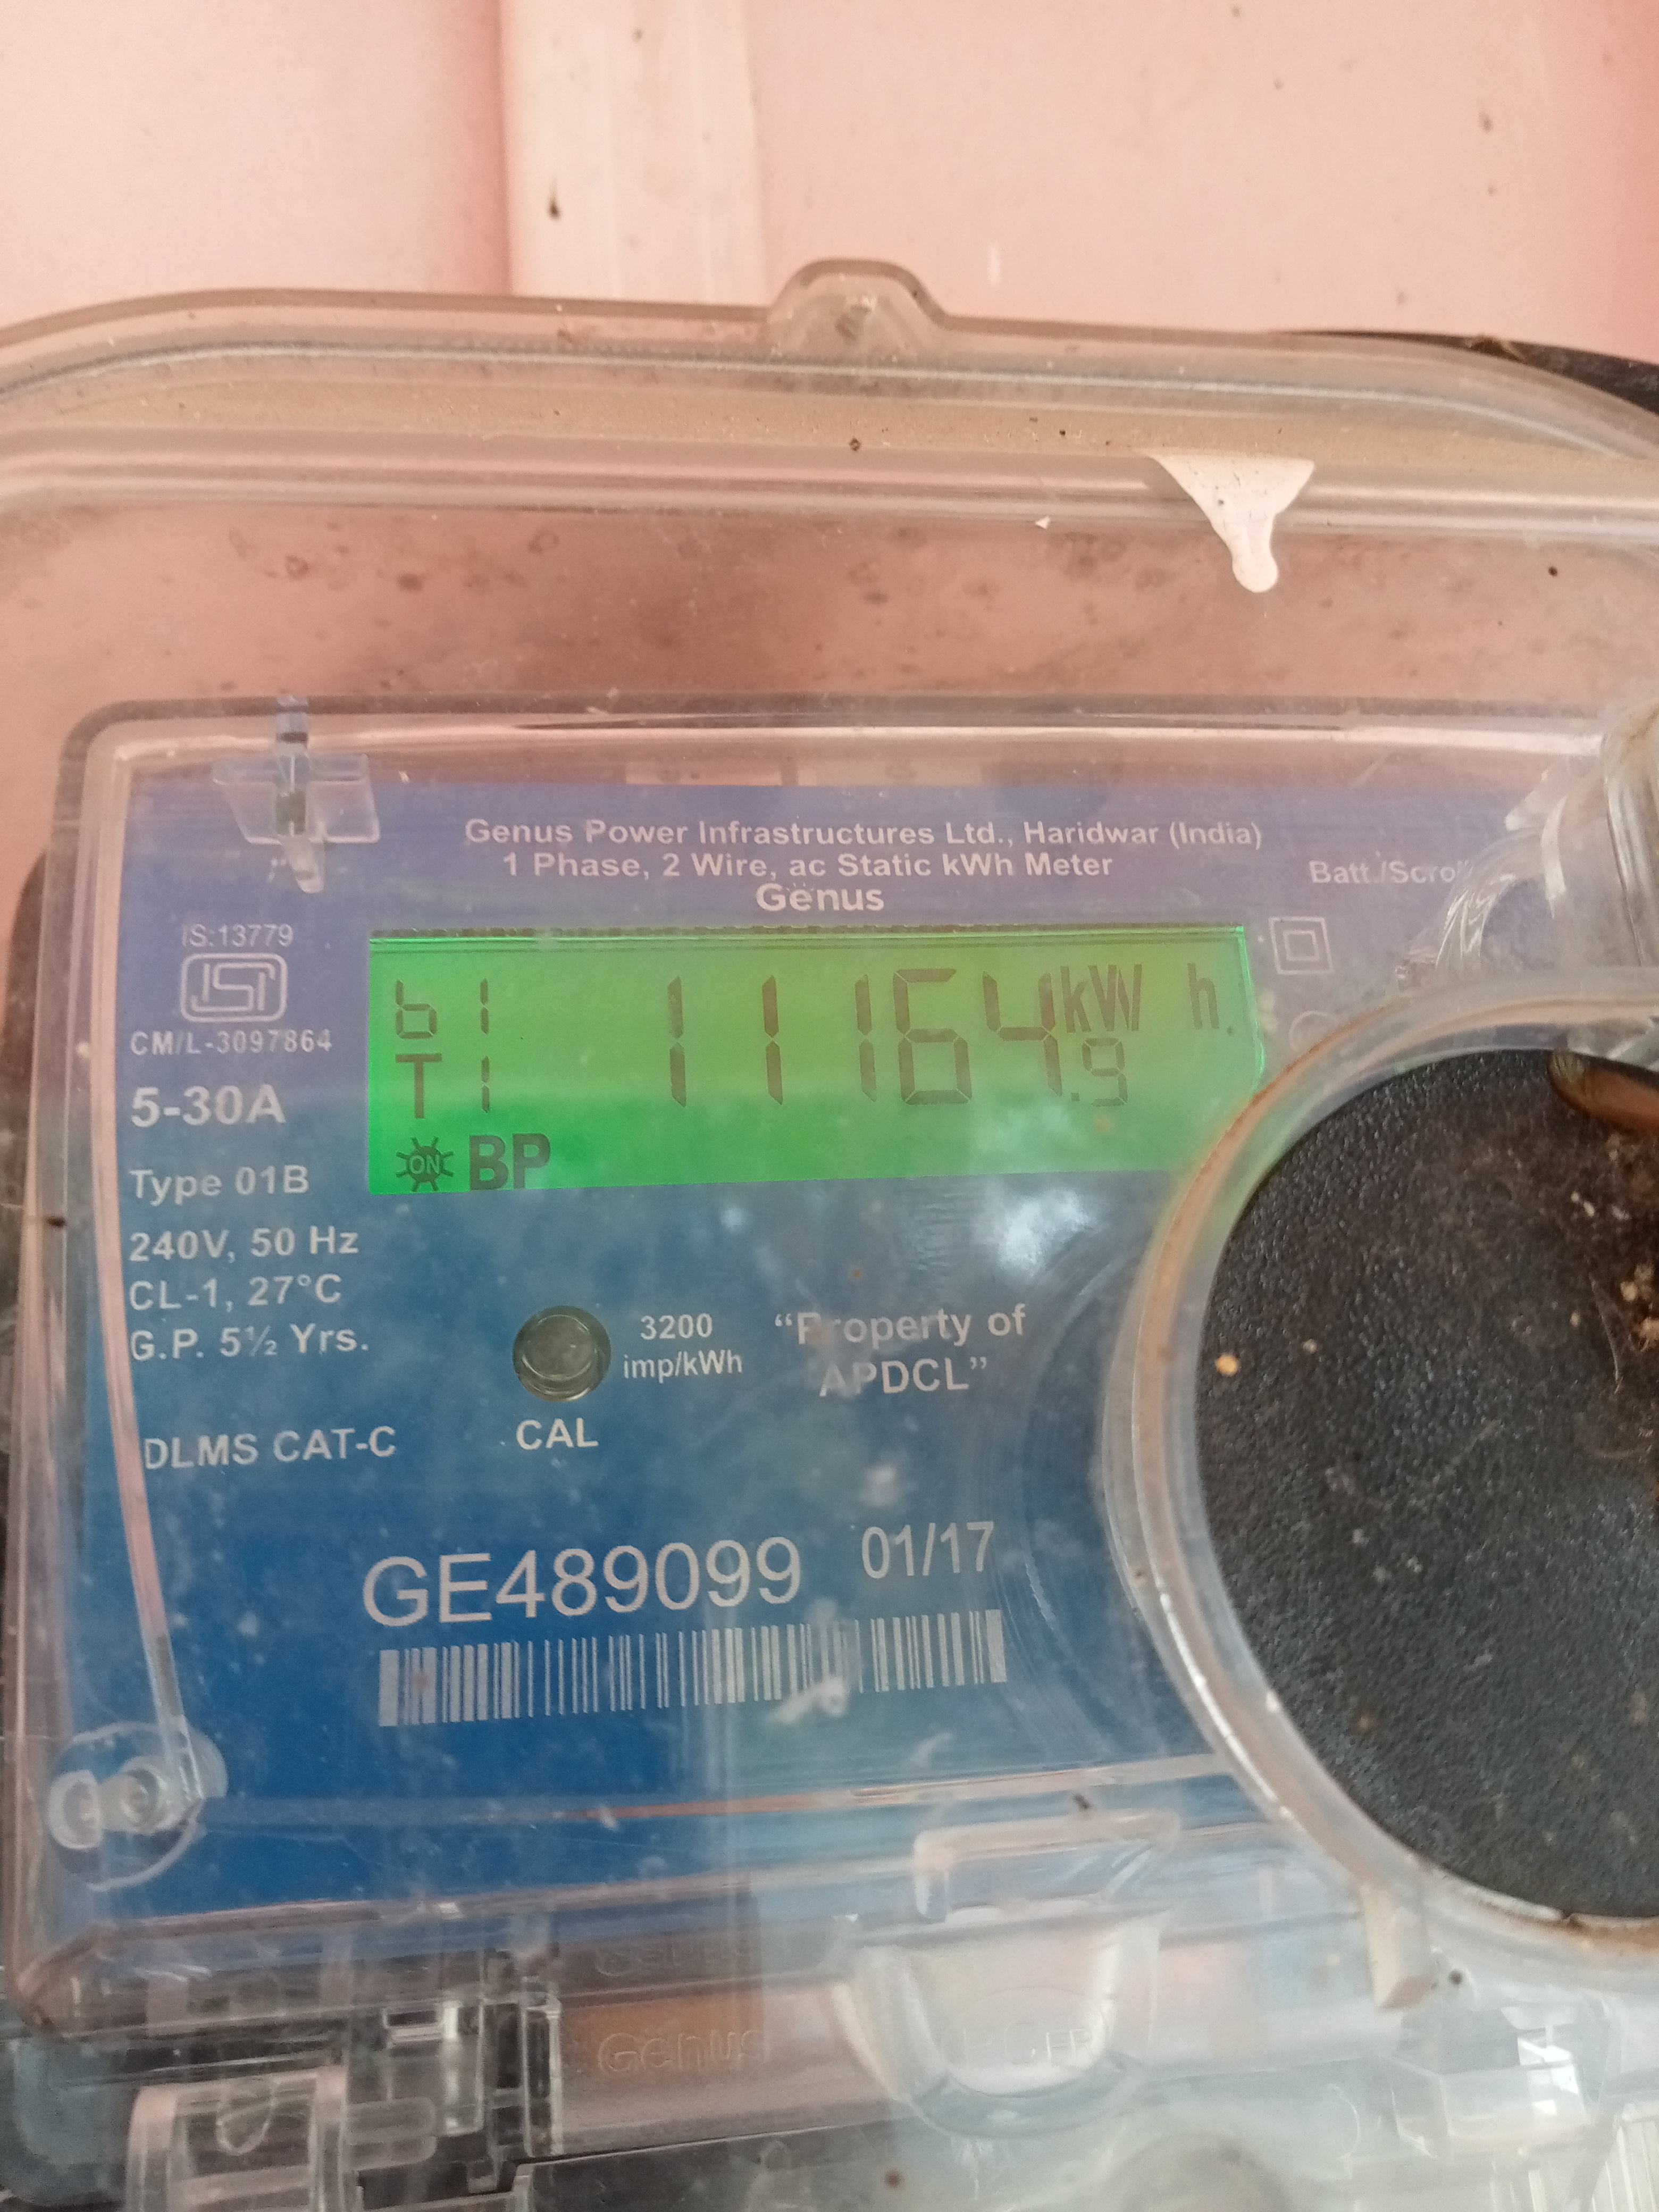 Genus Power Infrastructures Ltd., Haridwar (India)
1 Phase, 2 Wire, ac Static kWh Meter
Genus
Batt./Scroll
IS:13779
ISI
CM/L-3097864
5-30A
Type 01B
240V, 50 Hz
CL-1, 27°C
G.P. 5½ Yrs.
DLMS CAT-C
b1 11164.9 kW h
T1
ON BP
3200
imp/kWh
CAL
“Property of
APDCL”
GE489099 01/17
Genus